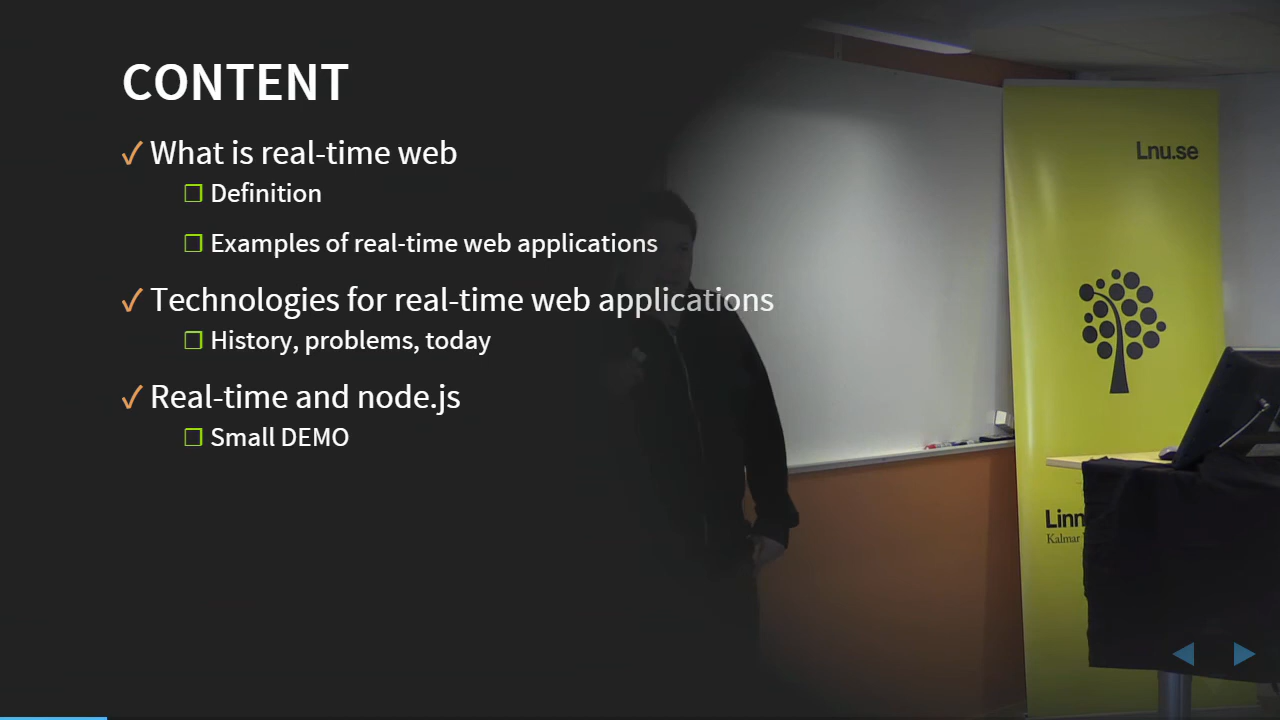 CONTENT
✓ What is real-time web
❐ Definition
❐ Examples of real-time web applications
✓ Technologies for real-time web applications
❐ History, problems, today
✓ Real-time and node.js
❐ Small DEMO
Lnu.se
Linn
Kalmar